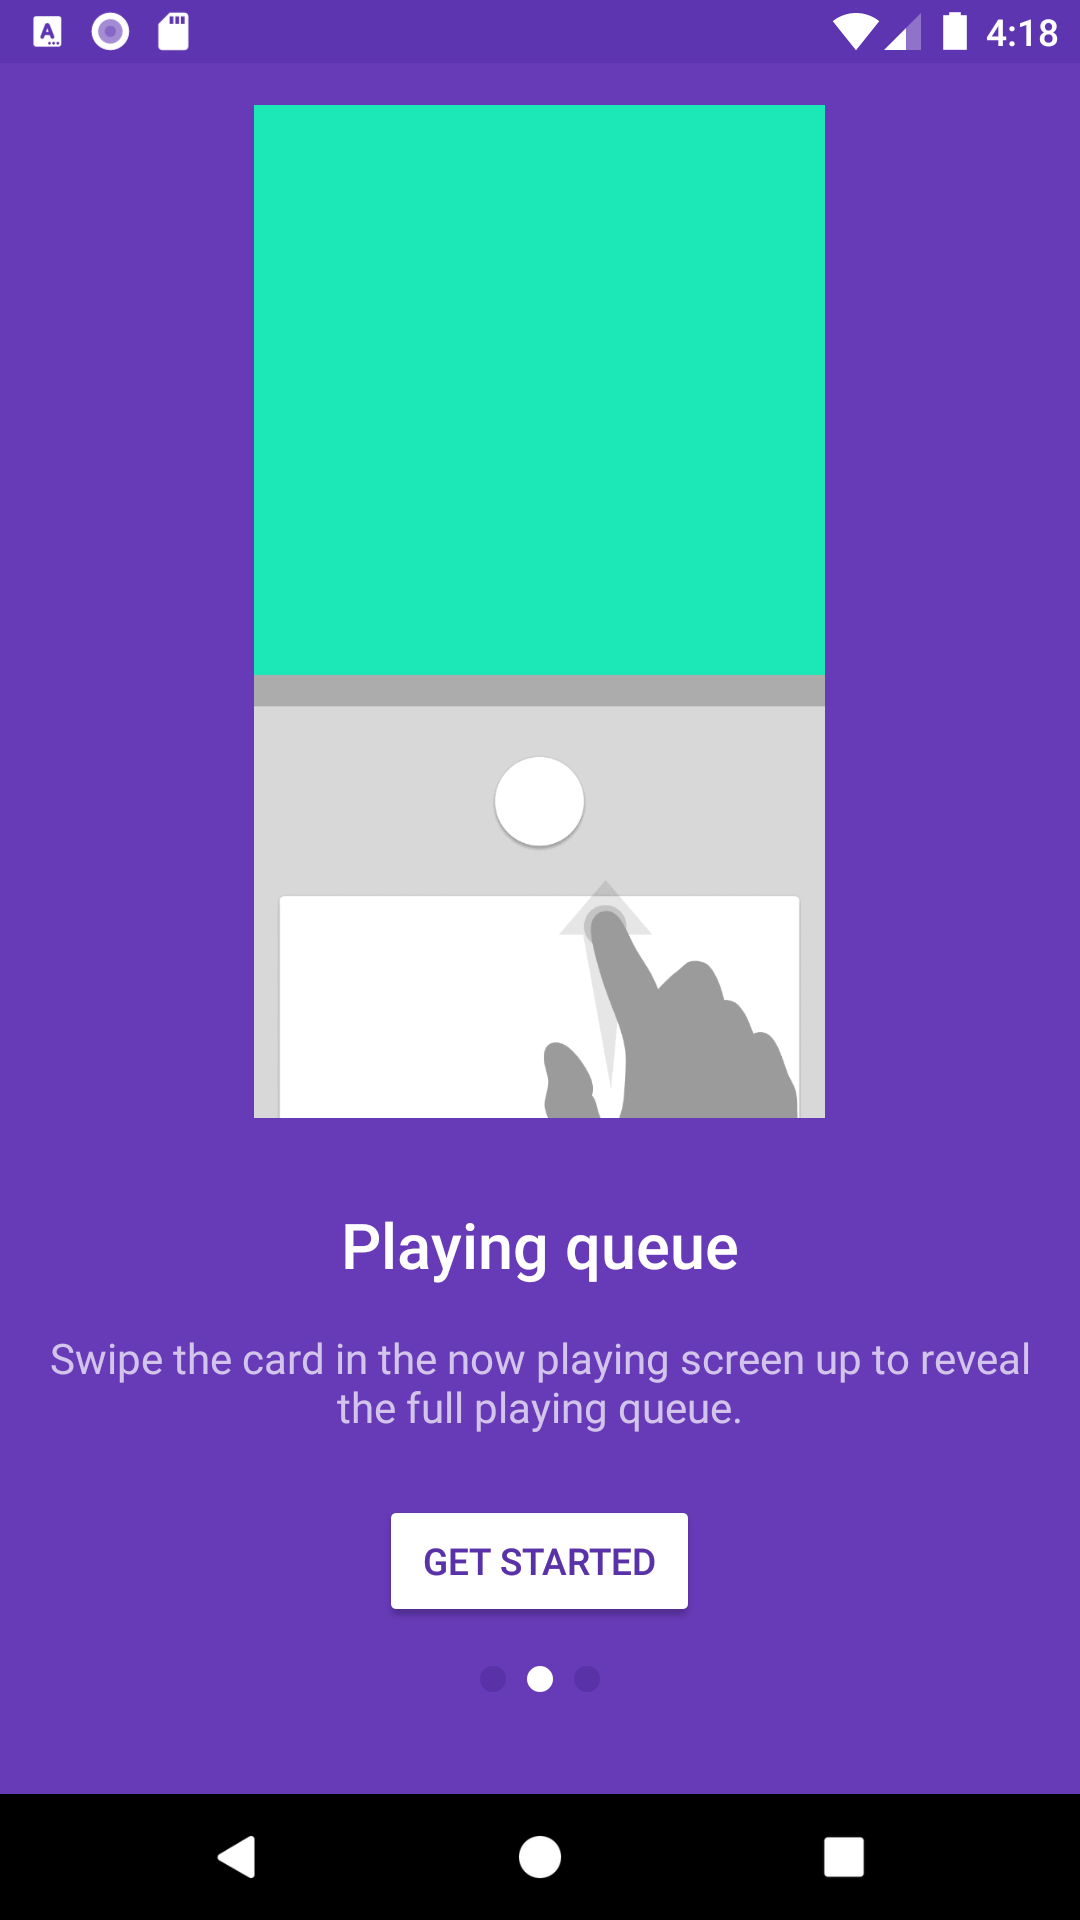 4:18
Playing queue
Swipe the card in the now playing screen up to reveal
the full playing queue.
GET STARTED